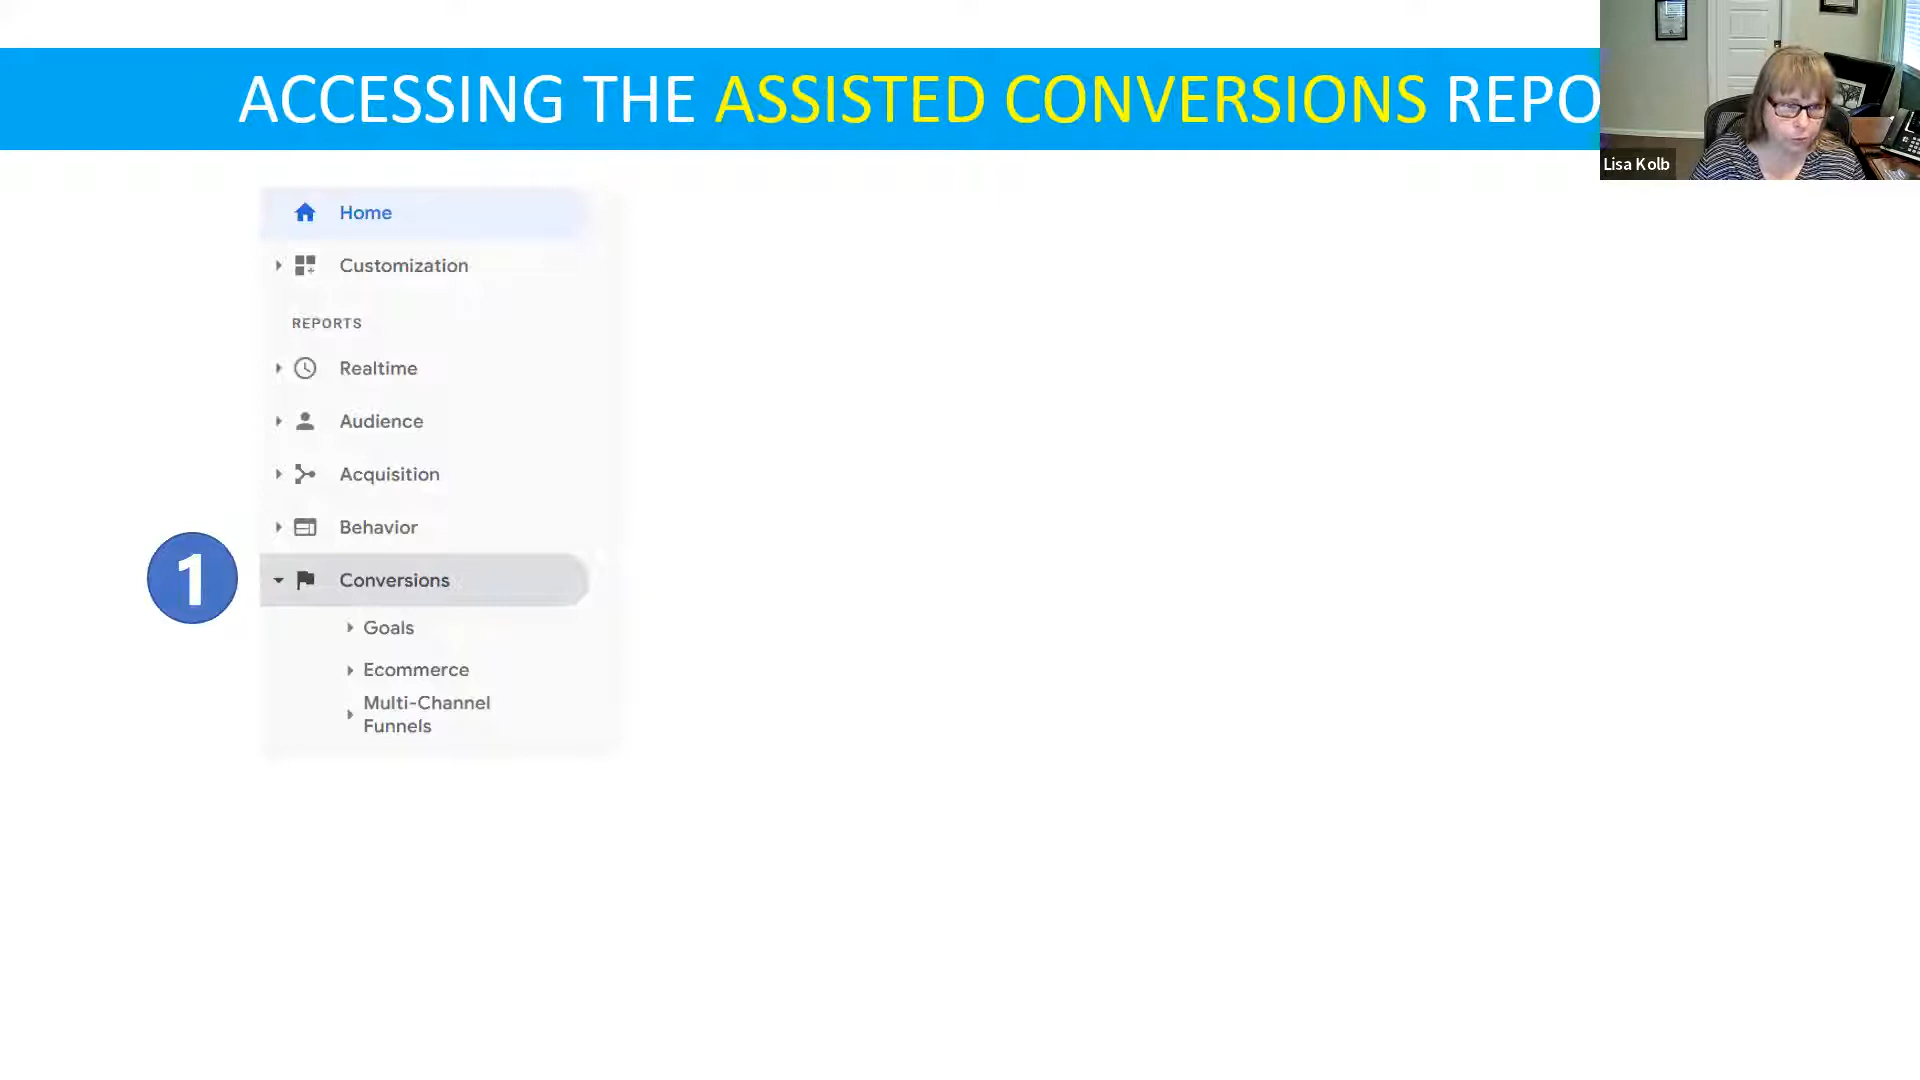 ACCESSING THE ASSISTED CONVERSIONS REPO
Lisa Kolb
Home
Customization
REPORTS
Realtime
Audience
Acquisition
Behavior
1
Conversions
Goals
Ecommerce
Multi-Channel
Funnels